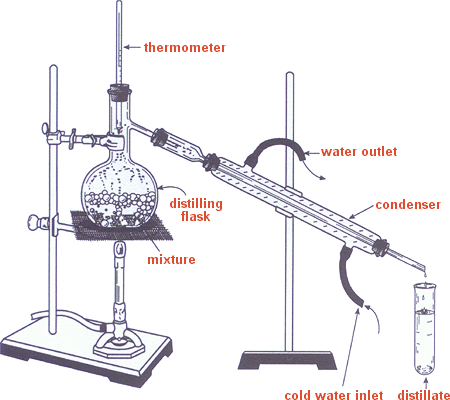 thermometer
water outlet
distilling
flask
condenser
mixture
cold water inlet
distillate